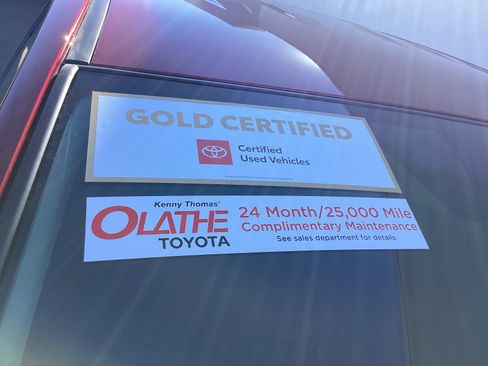 GOLD CERTIFIED
Certified
Used Vehicles
Kenny Thomas'
OLATHE
TOYOTA
24 Month/25,000 Mile
Complimentary Maintenance
See sales department for details